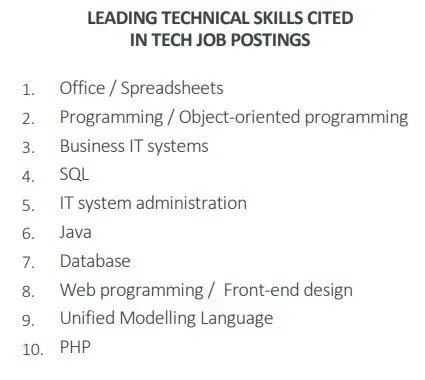 LEADING TECHNICAL SKILLS CITED
IN TECH JOB POSTINGS
1. Office / Spreadsheets
2. Programming / Object-oriented programming
3. Business IT systems
4. SQL
5. IT system administration
6. Java
7. Database
8. Web programming / Front-end design
9. Unified Modelling Language
10. PHP